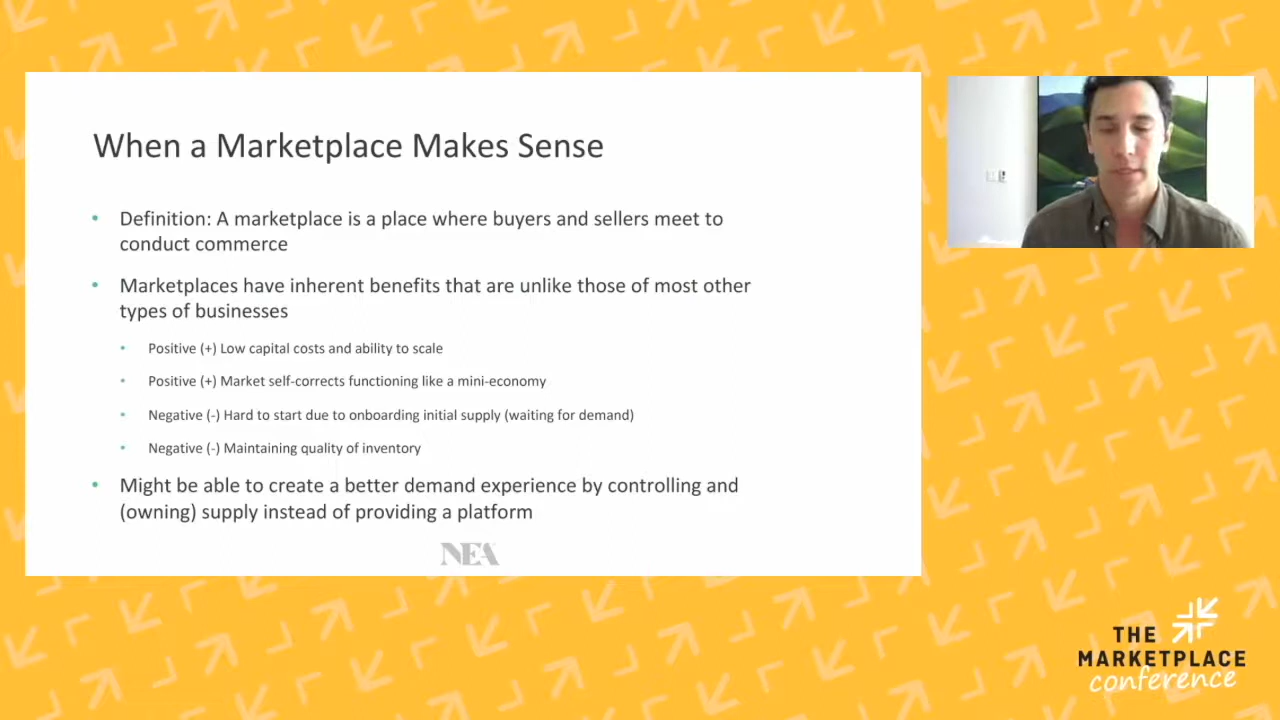 When a Marketplace Makes Sense
• Definition: A marketplace is a place where buyers and sellers meet to
conduct commerce
• Marketplaces have inherent benefits that are unlike those of most other
types of businesses
• Positive (+) Low capital costs and ability to scale
• Positive (+) Market self-corrects functioning like a mini-economy
• Negative (-) Hard to start due to onboarding initial supply (waiting for demand)
• Negative (-) Maintaining quality of inventory
• Might be able to create a better demand experience by controlling and
(owning) supply instead of providing a platform
NEA
THE
MARKETPLACE
conference